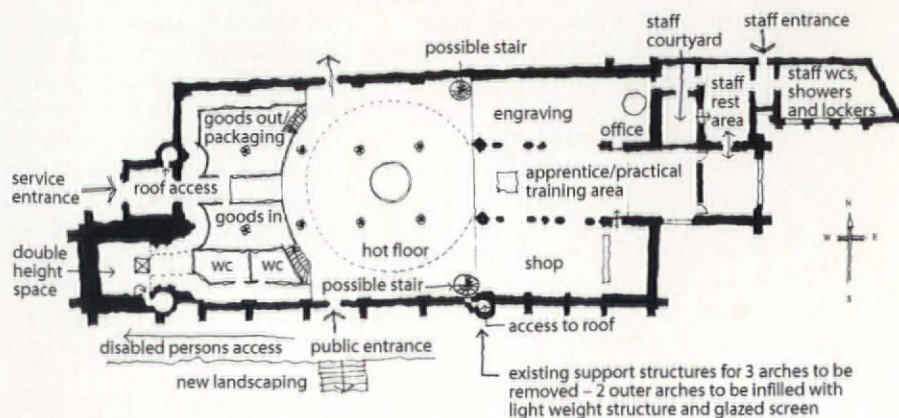 staff
courtyard
staff entrance
possible stair
staff
rest
area
staff wcs,
showers
and lockers
goods out/
packaging
engraving
office
service
entrance
roof access
apprentice/practical
training area
goods in
N
W E
S
double
height
space
wc wc
hot floor
shop
possible stair
access to roof
disabled persons access
public entrance
new landscaping
existing support structures for 3 arches to be
removed – 2 outer arches to be infilled with
light weight structure and glazed screen